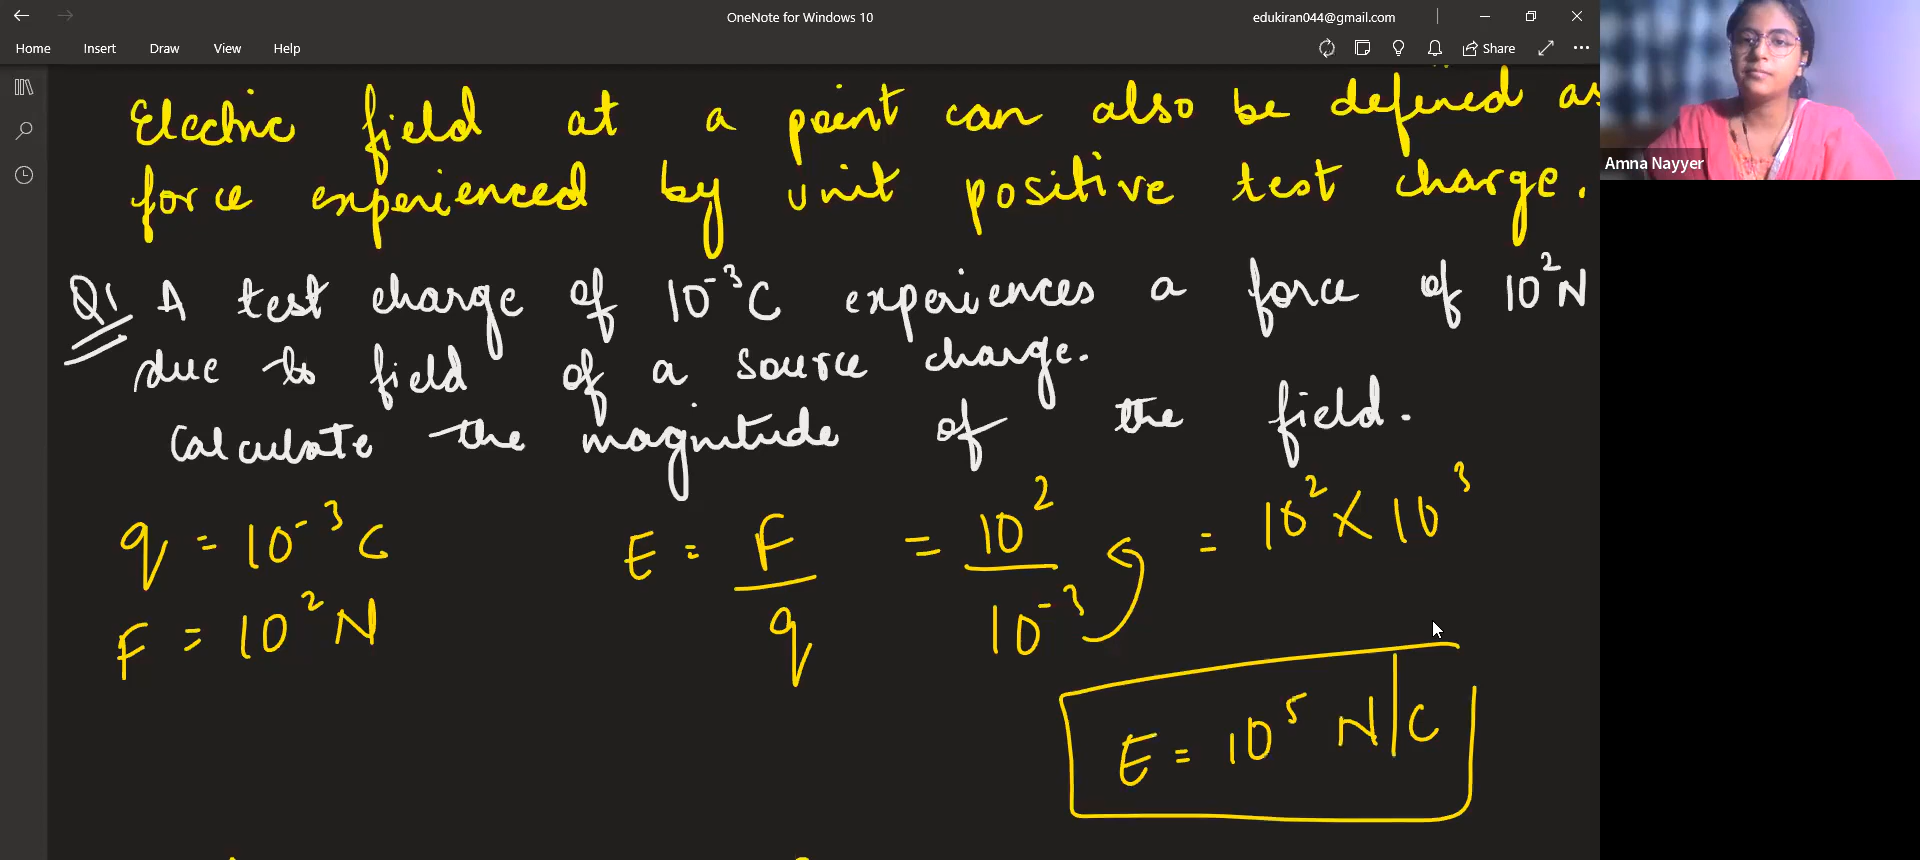 OneNote for Windows 10
edukiran044@gmail.com
Home Insert Draw View Help
Share
Amna Nayyer
Electric field at a point can also be defined as
force experienced by unit positive test charge.
Q1 A test charge of 10⁻³C experiences a force of 10²N
due to field of a source charge.
Calculate the magnitude of the field.
q = 10⁻³C
F = 10²N
E = F/q = 10²/10⁻³ = 10² × 10³
E = 10⁵ N/C